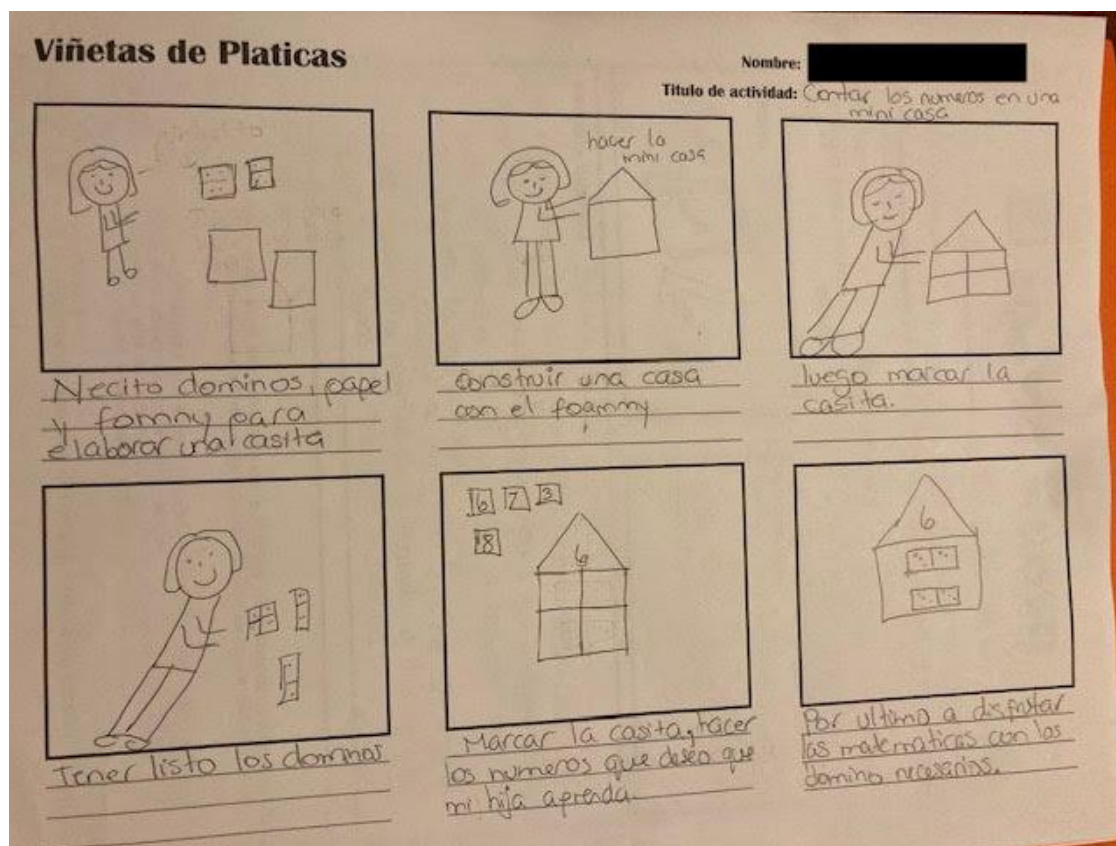 Viñetas de Platicas
Nombre:
Titulo de actividad: Contar los numeros en una
mini casa
Necito dominos, papel
y fommy para
elaborar una casita
hacer la
mini casa
Construir una casa
con el foammy
luego marcar la
casita.
Tener listo los dominos
6 7 3
8
6
Marcar la casita, hacer
los numeros que deseo que
mi hija aprenda.
6
Por ultimo a disfrutar
las matematicas con los
domino necesarios.